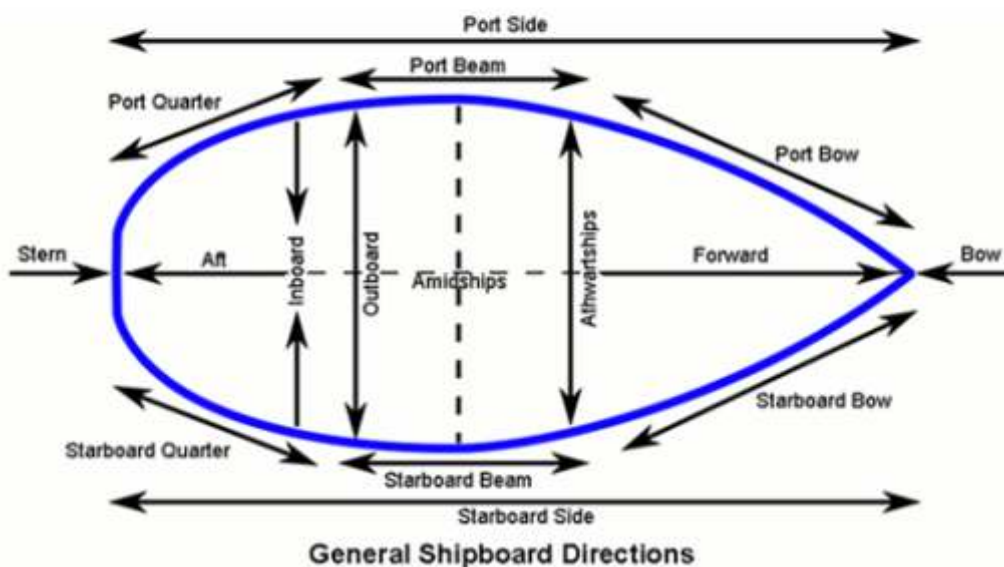 Port Side
Port Beam
Port Quarter
Port Bow
Stern
Aft
Inboard
Outboard
Amidships
Athwartships
Forward
Bow
Starboard Bow
Starboard Quarter
Starboard Beam
Starboard Side
General Shipboard Directions